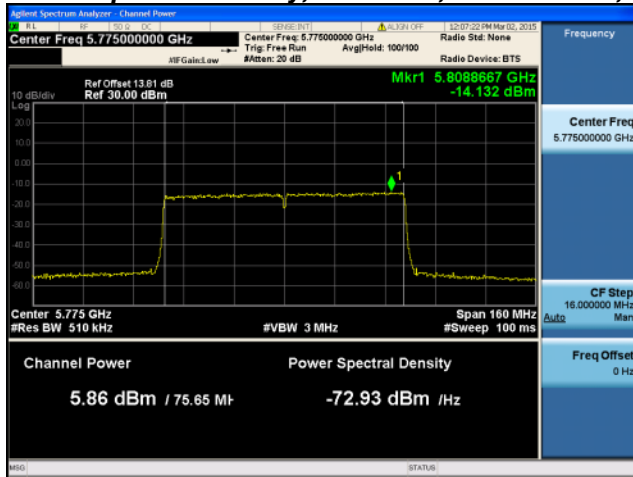 Agilent Spectrum Analyzer - Channel Power
RL RF 50 Ω DC SENSE:INT ALIGN OFF 12:07:22 PM Mar 02, 2015
Center Freq 5.775000000 GHz
Center Freq: 5.775000000 GHz
Radio Std: None
Trig: Free Run Avg|Hold: 100/100
#IFGain:Low #Atten: 20 dB Radio Device: BTS
Frequency
Mkr1 5.8088667 GHz
-14.132 dBm
Ref Offset 13.81 dB
10 dB/div Ref 30.00 dBm
Log
20.0
10.0
0.00
-10.0
-20.0
-30.0
-40.0
-50.0
-60.0
1
Center Freq
5.775000000 GHz
Center 5.775 GHz Span 160 MHz
#Res BW 510 kHz #VBW 3 MHz #Sweep 100 ms
CF Step
16.000000 MHz
Auto Man
Freq Offset
0 Hz
Channel Power Power Spectral Density
5.86 dBm / 75.65 MH -72.93 dBm /Hz
MSG STATUS